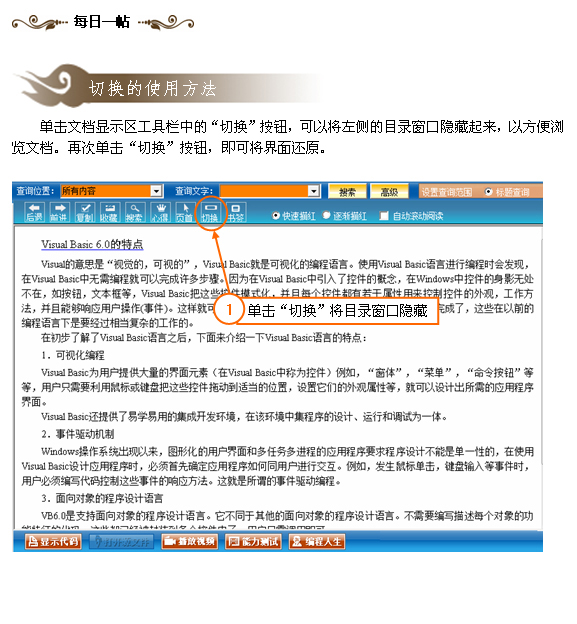 每日一帖
切换的使用方法
单击文档显示区工具栏中的“切换”按钮，可以将左侧的目录窗口隐藏起来，以方便浏
览文档。再次单击“切换”按钮，即可将界面还原。
查询位置： 所有内容 查询文字： 搜索 高级 设置查询范围 标题查询
后退 前进 复制 收藏 搜索 心得 页首 切换 书签 快速描红 逐渐描红 自动滚动阅读
Visual Basic 6.0的特点
Visual的意思是“视觉的，可视的”，Visual Basic就是可视化的编程语言。使用Visual Basic语言进行编程时会发现，
在Visual Basic中无需编程就可以完成许多步骤。因为在Visual Basic中引入了控件的概念，在Windows中控件的身影无处
不在，如按钮，文本框等，Visual Basic把这些控件模式化，并且每个控件都有若干属性用来控制控件的外观，工作方
法，并且能够响应用户操作(事件)。这样就可 完成了，这些在以前的
1 单击“切换”将目录窗口隐藏
编程语言下是要经过相当复杂的工作的。
在初步了解了Visual Basic语言之后，下面来介绍一下Visual Basic语言的特点：
1．可视化编程
Visual Basic为用户提供大量的界面元素（在Visual Basic中称为控件）例如，“窗体”，“菜单”，“命令按钮”等
等，用户只需要利用鼠标或键盘把这些控件拖动到适当的位置，设置它们的外观属性等，就可以设计出所需的应用程序
界面。
Visual Basic还提供了易学易用的集成开发环境，在该环境中集程序的设计、运行和调试为一体。
2．事件驱动机制
Windows操作系统出现以来，图形化的用户界面和多任务多进程的应用程序要求程序设计不能是单一性的，在使用
Visual Basic设计应用程序时，必须首先确定应用程序如何同用户进行交互。例如，发生鼠标单击，键盘输入等事件时，
用户必须编写代码控制这些事件的响应方法。这就是所谓的事件驱动编程。
3．面向对象的程序设计语言
VB6.0是支持面向对象的程序设计语言。它不同于其他的面向对象的程序设计语言。不需要编写描述每个对象的功
显示代码 播放视频 能力测试 编程人生